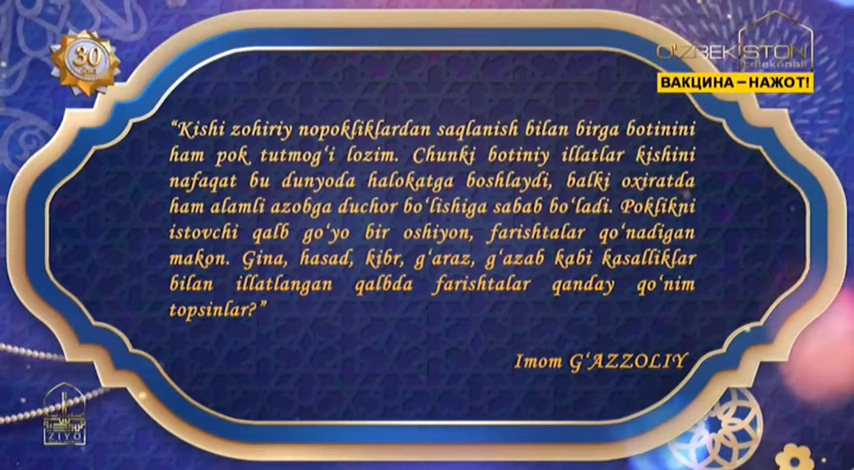 30
O'ZBEKISTON
ВАКЦИНА – НАЖОТ!
“Kishi zohiriy nopokliklardan saqlanish bilan birga botinini
ham pok tutmog‘i lozim. Chunki botiniy illatlar kishini
nafaqat bu dunyoda halokatga boshlaydi, balki oxiratda
ham alamli azobga duchor bo‘lishiga sabab bo‘ladi. Poklikni
istovchi qalb go‘yo bir oshiyon, farishtalar qo‘nadigan
makon. Gina, hasad, kibr, g‘araz, g‘azab kabi kasalliklar
bilan illatlangan qalbda farishtalar qanday qo‘nim
topsinlar?”
Imom G‘AZZOLIY
ZIYO